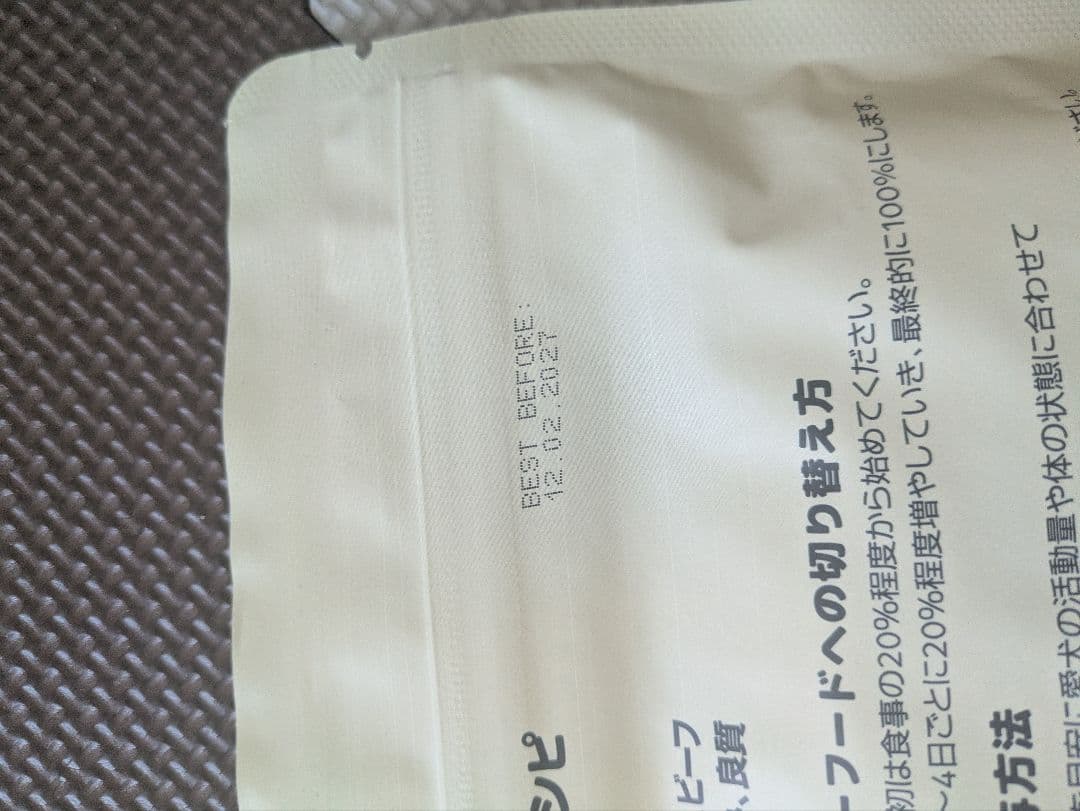 BEST BEFORE:
12.02.2027
シピ
ビーフ
、良質
ーフードへの切り替え方
初は食事の20%程度から始めてください。
～4日ごとに20%程度増やしていき、最終的に100%にします。
方法
目安に愛犬の活動量や体の状態に合わせて